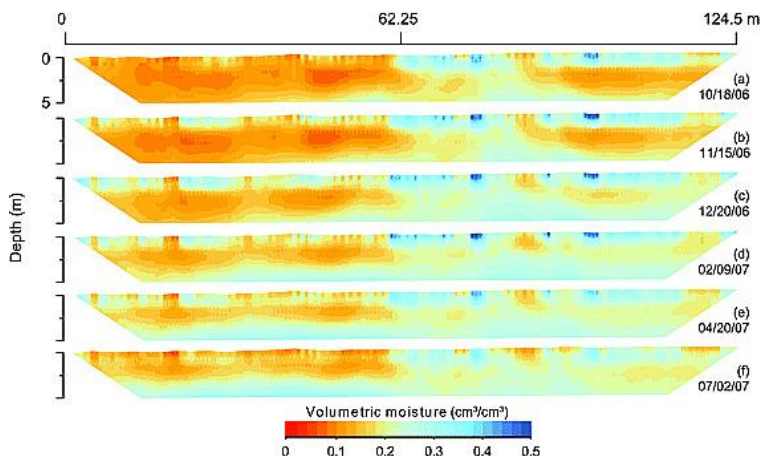 0 62.25 124.5 m
0
5
(a)
10/18/06
(b)
11/15/06
(c)
12/20/06
Depth (m)
(d)
02/09/07
(e)
04/20/07
(f)
07/02/07
Volumetric moisture (cm³/cm³)
0 0.1 0.2 0.3 0.4 0.5